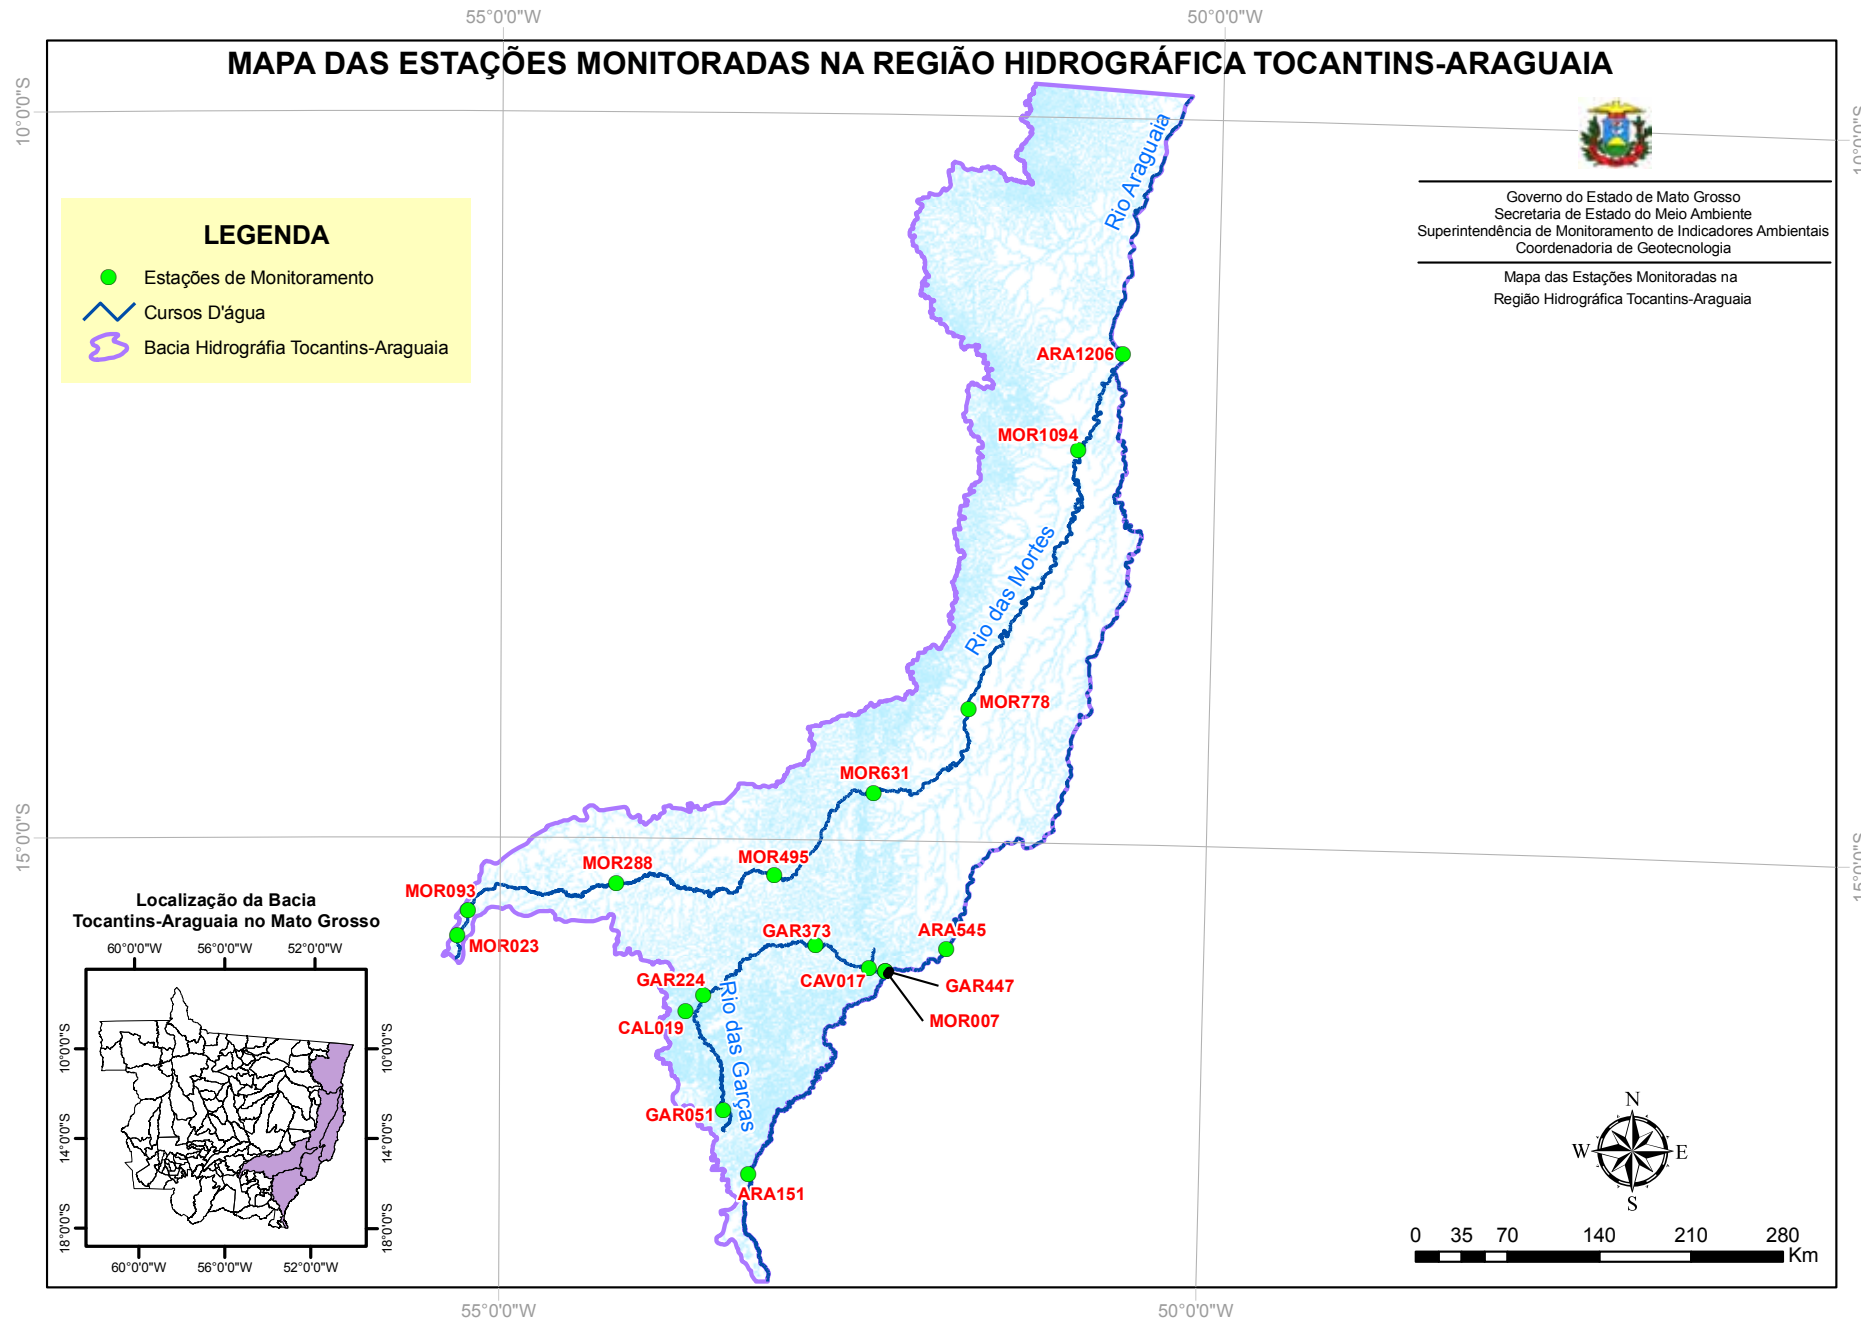 55°0'0"W
50°0'0"W
MAPA DAS ESTAÇÕES MONITORADAS NA REGIÃO HIDROGRÁFICA TOCANTINS-ARAGUAIA
10°0'0"S
10°0'0"S
Governo do Estado de Mato Grosso
Secretaria de Estado do Meio Ambiente
Superintendência de Monitoramento de Indicadores Ambientais
Coordenadoria de Geotecnologia
Mapa das Estações Monitoradas na
Região Hidrográfica Tocantins-Araguaia
LEGENDA
Estações de Monitoramento
Cursos D'água
Bacia Hidrográfia Tocantins-Araguaia
Rio Araguaia
ARA1206
MOR1094
Rio das Mortes
MOR778
MOR631
15°0'0"S
15°0'0"S
MOR495
MOR288
MOR093
MOR023
GAR373
ARA545
CAV017
GAR447
GAR224
MOR007
CAL019
Rio das Garças
GAR051
ARA151
Localização da Bacia
Tocantins-Araguaia no Mato Grosso
60°0'0"W 56°0'0"W 52°0'0"W
10°0'0"S
10°0'0"S
14°0'0"S
14°0'0"S
18°0'0"S
18°0'0"S
60°0'0"W 56°0'0"W 52°0'0"W
N
W E
S
0 35 70 140 210 280
Km
55°0'0"W
50°0'0"W